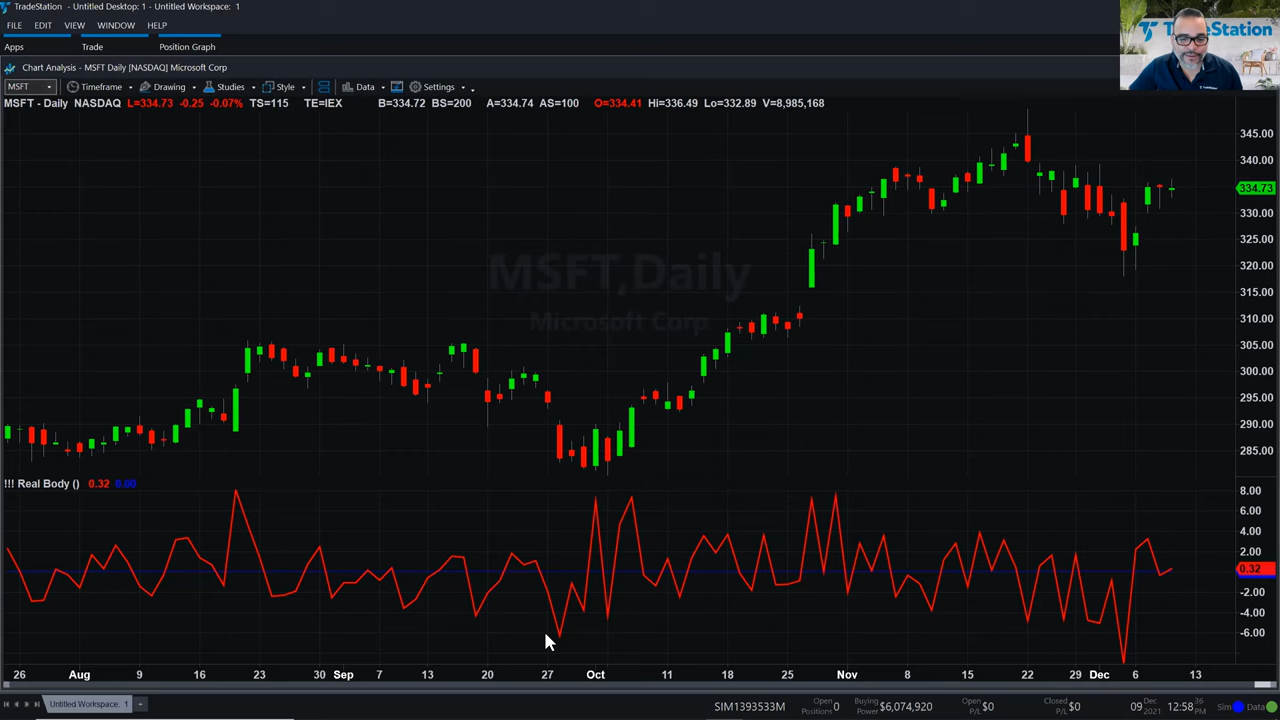 TradeStation - Untitled Desktop: 1 - Untitled Workspace: 1
FILE EDIT VIEW WINDOW HELP
Apps Trade Position Graph
TradeStation
Chart Analysis - MSFT Daily [NASDAQ] Microsoft Corp
MSFT Timeframe Drawing Studies Style Data Settings
MSFT - Daily NASDAQ L=334.73 -0.25 -0.07% TS=115 TE=IEX B=334.72 BS=200 A=334.74 AS=100 O=334.41 Hi=336.49 Lo=332.89 V=8,985,168
345.00
340.00
334.73
330.00
325.00
320.00
315.00
310.00
305.00
300.00
295.00
290.00
285.00
MSFT,Daily
Microsoft Corp
!!! Real Body () 0.32 0.00
8.00
6.00
4.00
2.00
0.32
-2.00
-4.00
-6.00
26 Aug 9 16 23 30 Sep 7 13 20 27 Oct 11 18 25 Nov 8 15 22 29 Dec 6 13
Untitled Workspace: 1 +
SIM1393533M Open Positions 0 Buying Power $6,074,920 Open P/L $0 Closed P/L $0 09 Dec 2021 12:58 36 PM Sim Data